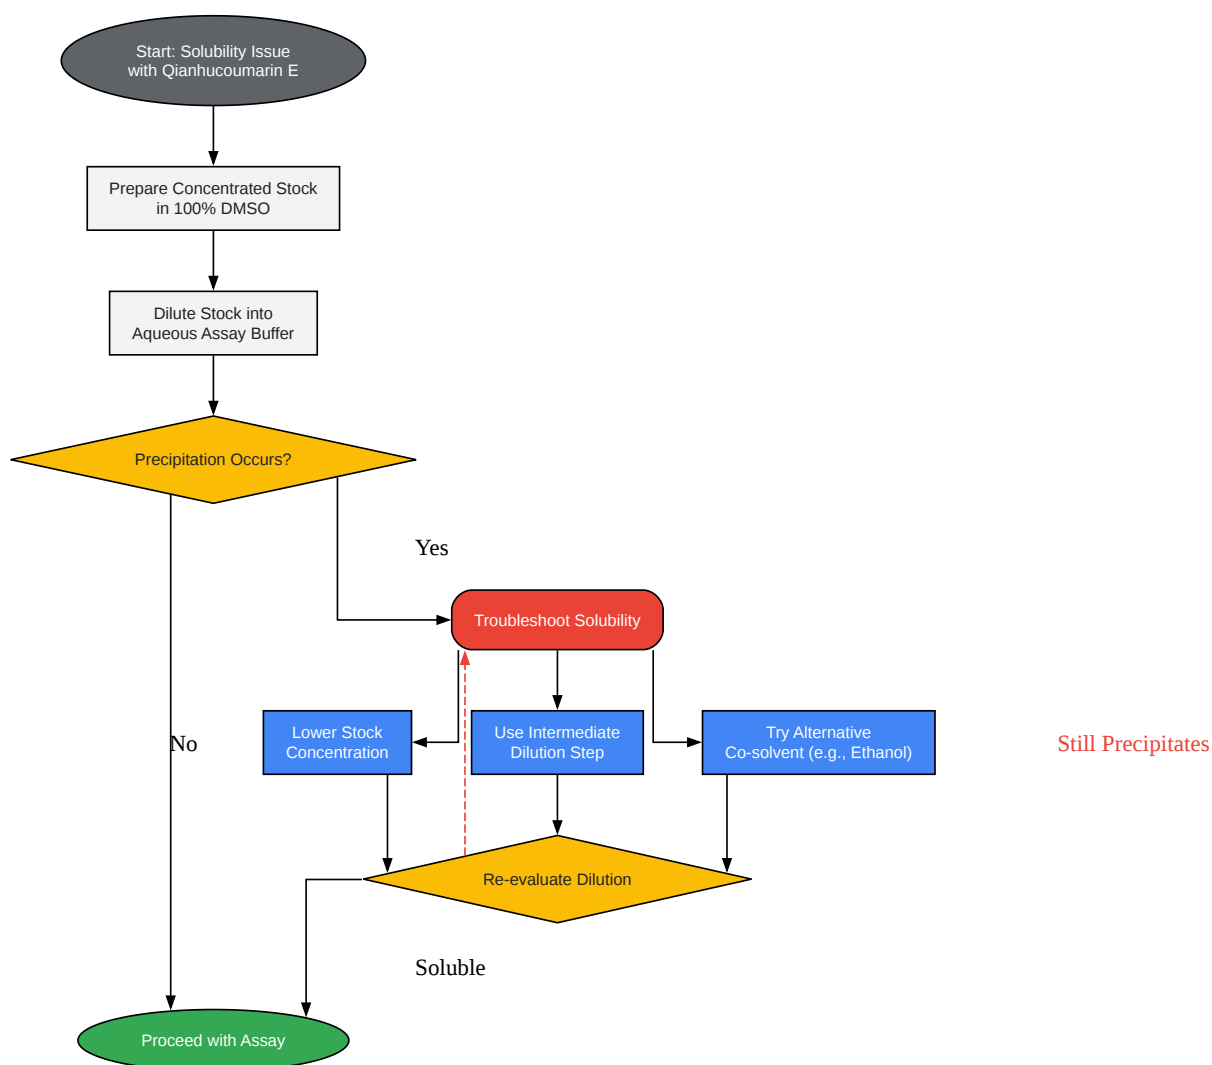 Start: Solubility Issue
with Qianhucoumarin E
Prepare Concentrated Stock
in 100% DMSO
Dilute Stock into
Aqueous Assay Buffer
Precipitation Occurs?
Yes
Troubleshoot Solubility
No
Lower Stock
Concentration
Use Intermediate
Dilution Step
Try Alternative
Co-solvent (e.g., Ethanol)
Still Precipitates
Re-evaluate Dilution
Soluble
Proceed with Assay